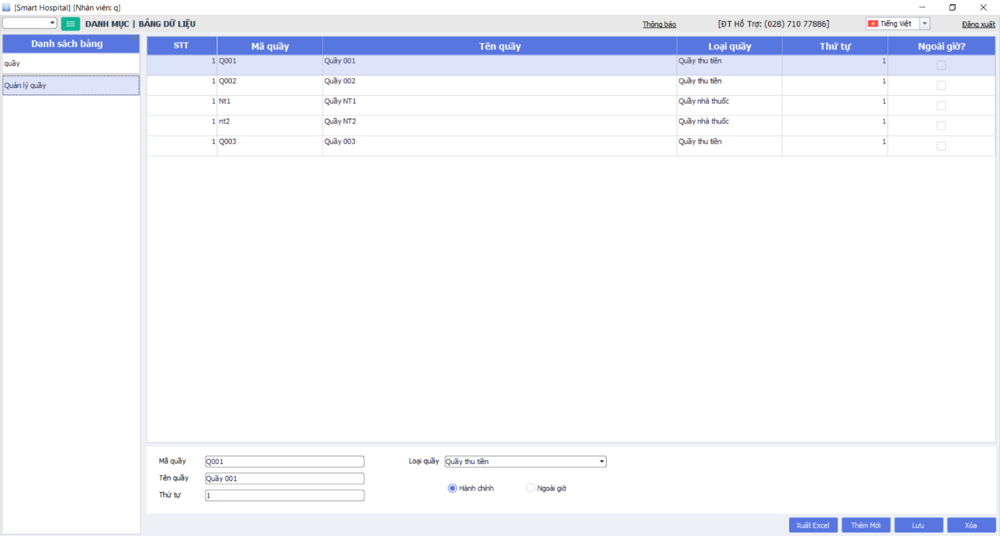 [Smart Hospital] [Nhân viên: q]
DANH MỤC | BẢNG DỮ LIỆU
Thông báo
[ĐT Hỗ Trợ: (028) 710 77886]
Tiếng Việt
Đăng xuất
Danh sách bảng
quầy
Quản lý quầy
STT Mã quầy Tên quầy Loại quầy Thứ tự Ngoài giờ?
1 Q001 Quầy 001 Quầy thu tiền 1
1 Q002 Quầy 002 Quầy thu tiền 1
1 Nt1 Quầy NT1 Quầy nhà thuốc 1
1 nt2 Quầy NT2 Quầy nhà thuốc 1
1 Q003 Quầy 003 Quầy thu tiền 1
Mã quầy Q001 Loại quầy Quầy thu tiền
Tên quầy Quầy 001
Hành chính Ngoài giờ
Thứ tự 1
Xuất Excel Thêm Mới Lưu Xóa